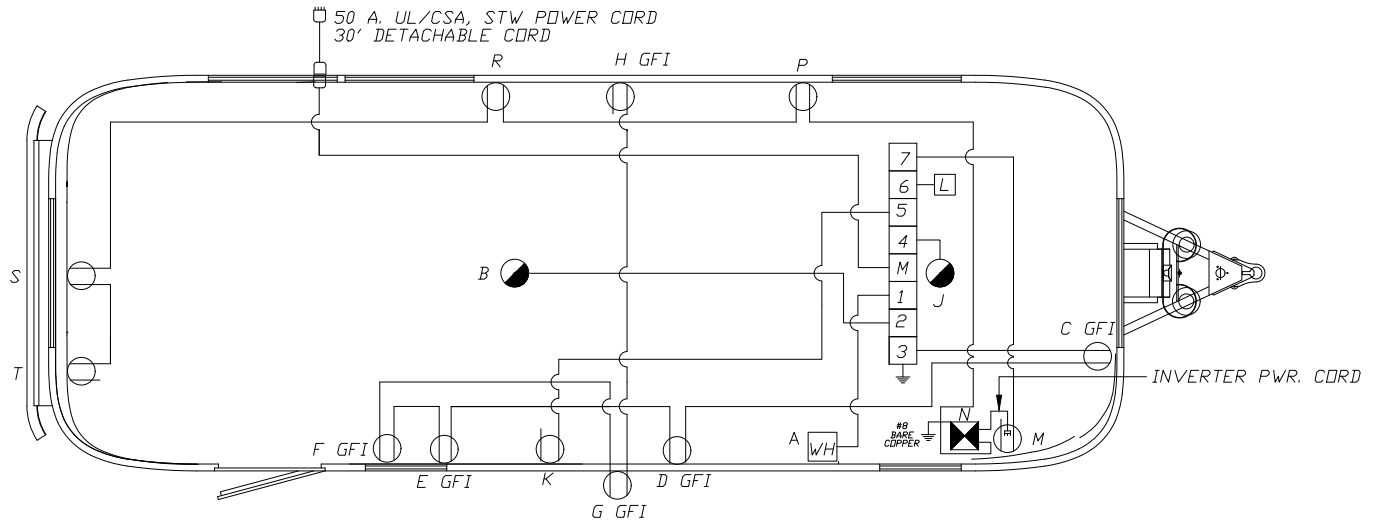 50 A. UL/CSA, STW POWER CORD
30' DETACHABLE CORD
R
H GFI
P
7
6
L
5
4
S
B
M
J
1
2
C GFI
3
T
INVERTER PWR. CORD
N
#8
BARE
COPPER
A
WH
M
F GFI
E GFI
K
D GFI
G GFI